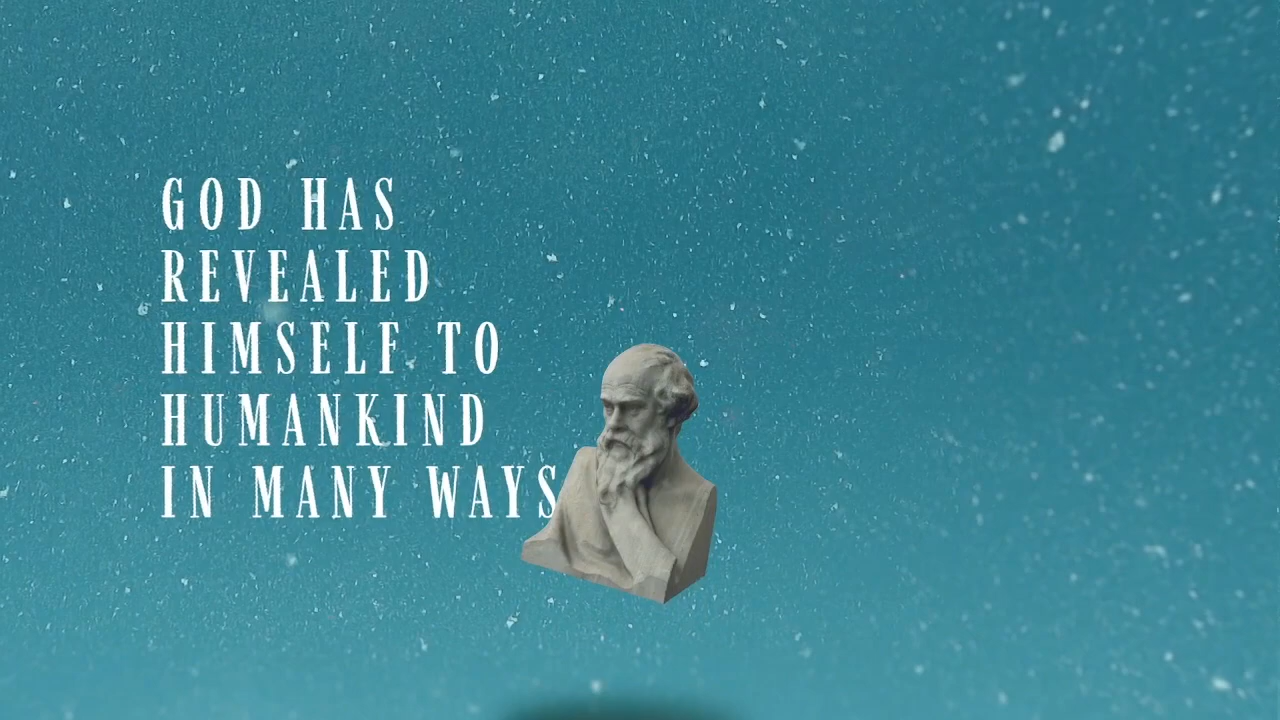 GOD HAS
REVEALED
HIMSELF TO
HUMANKIND
IN MANY WAYS